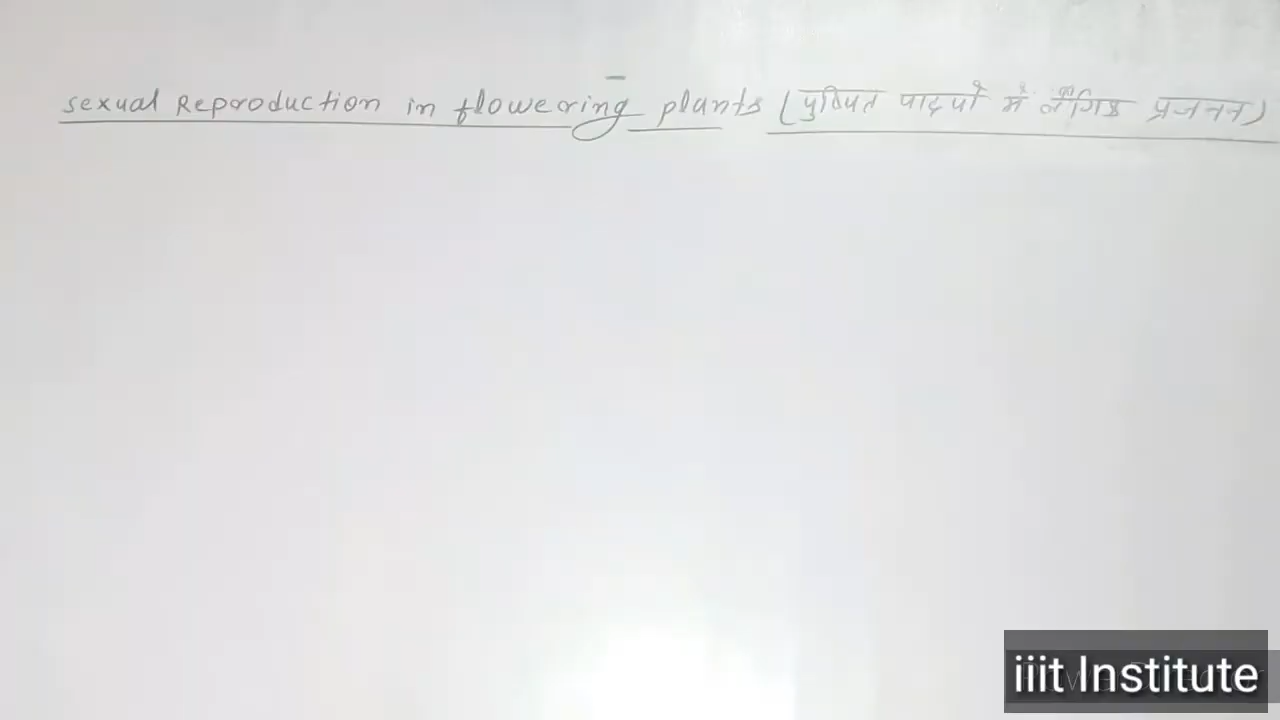 sexual Reproduction in flowering plants (पुष्पित पादपों में लैंगिक प्रजनन)
iiit Institute